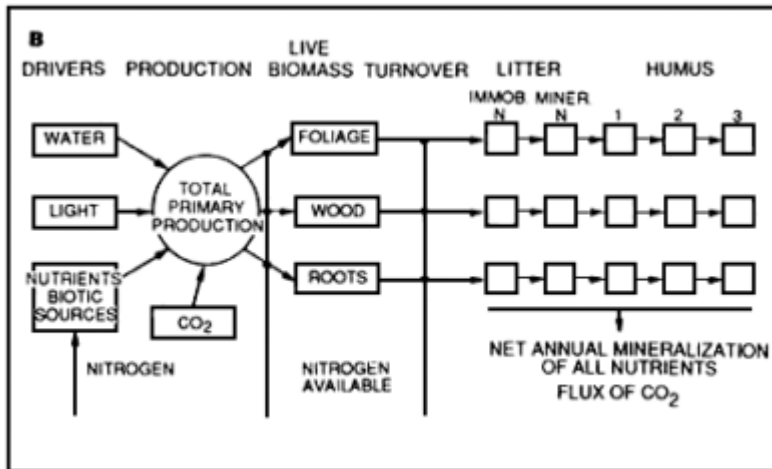 B
DRIVERS PRODUCTION LIVE BIOMASS TURNOVER LITTER HUMUS
IMMOB. MINER.
N N 1 2 3
WATER
FOLIAGE
TOTAL
PRIMARY
PRODUCTION
LIGHT
WOOD
NUTRIENTS
BIOTIC
SOURCES
ROOTS
CO2
NITROGEN
NITROGEN
AVAILABLE
NET ANNUAL MINERALIZATION
OF ALL NUTRIENTS
FLUX OF CO2